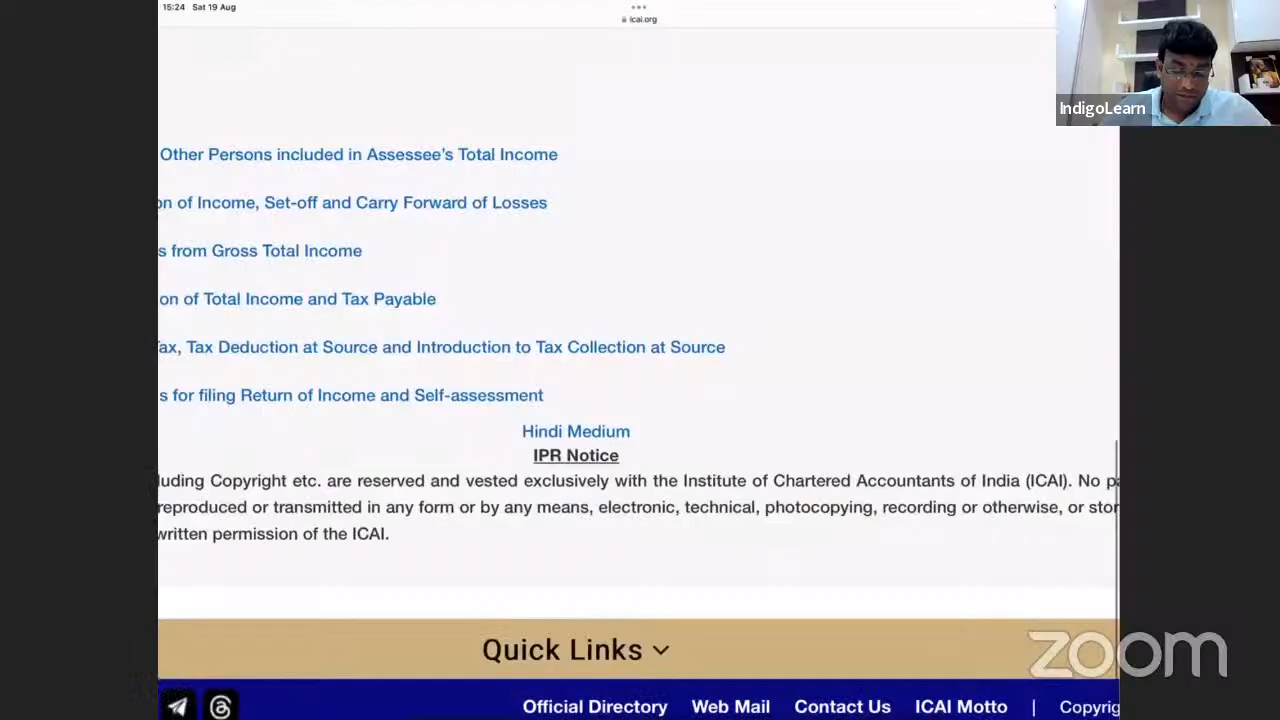 15:24 Sat 19 Aug
icai.org
IndigoLearn
Other Persons included in Assessee's Total Income
on of Income, Set-off and Carry Forward of Losses
s from Gross Total Income
on of Total Income and Tax Payable
Tax, Tax Deduction at Source and Introduction to Tax Collection at Source
s for filing Return of Income and Self-assessment
Hindi Medium
IPR Notice
luding Copyright etc. are reserved and vested exclusively with the Institute of Chartered Accountants of India (ICAI). No pa
reproduced or transmitted in any form or by any means, electronic, technical, photocopying, recording or otherwise, or stor
written permission of the ICAI.
Quick Links
zoom
Official Directory Web Mail Contact Us ICAI Motto | Copyrig